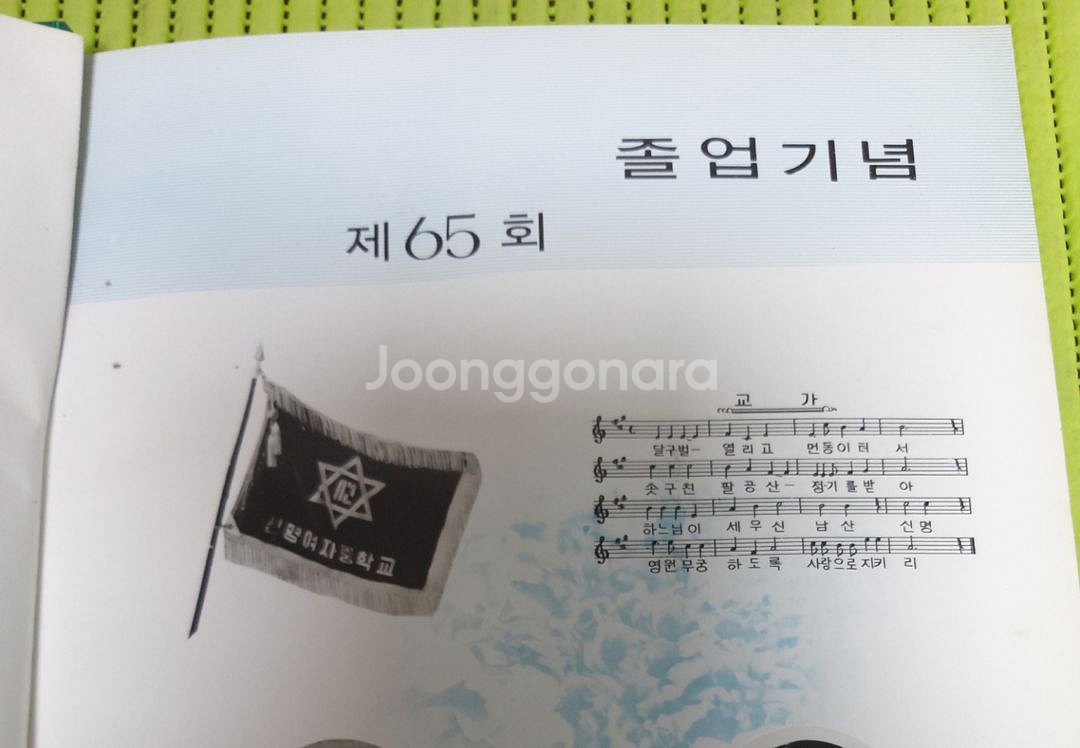 졸업기념
제 65 회
Joonggonara
교 가
달구벌— 열리고 먼동이 터 서
솟구친 팔공산— 정기를받 아
하느님이 세우신 남산 신명
영원무궁 하도록 사랑으로지키 리
신명여자중학교